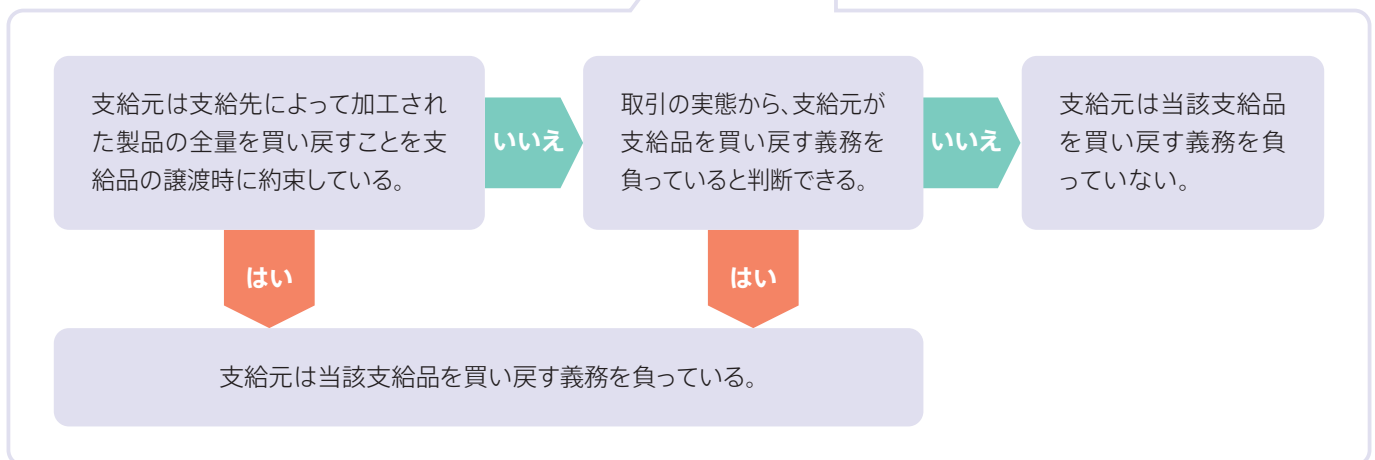 支給元は支給先によって加工され
た製品の全量を買い戻すことを支
給品の譲渡時に約束している。
いいえ
取引の実態から、支給元が
支給品を買い戻す義務を
負っていると判断できる。
いいえ
支給元は当該支給品
を買い戻す義務を負
っていない。
はい
はい
支給元は当該支給品を買い戻す義務を負っている。